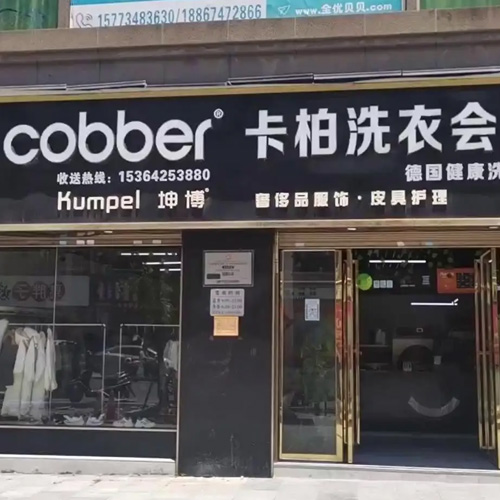 15773483630/18867472866
全优贝贝.com
cobber®
卡柏洗衣会
收送热线：15364253880
德国健康洗
Kumpel 坤博
奢侈品服饰·皮具护理